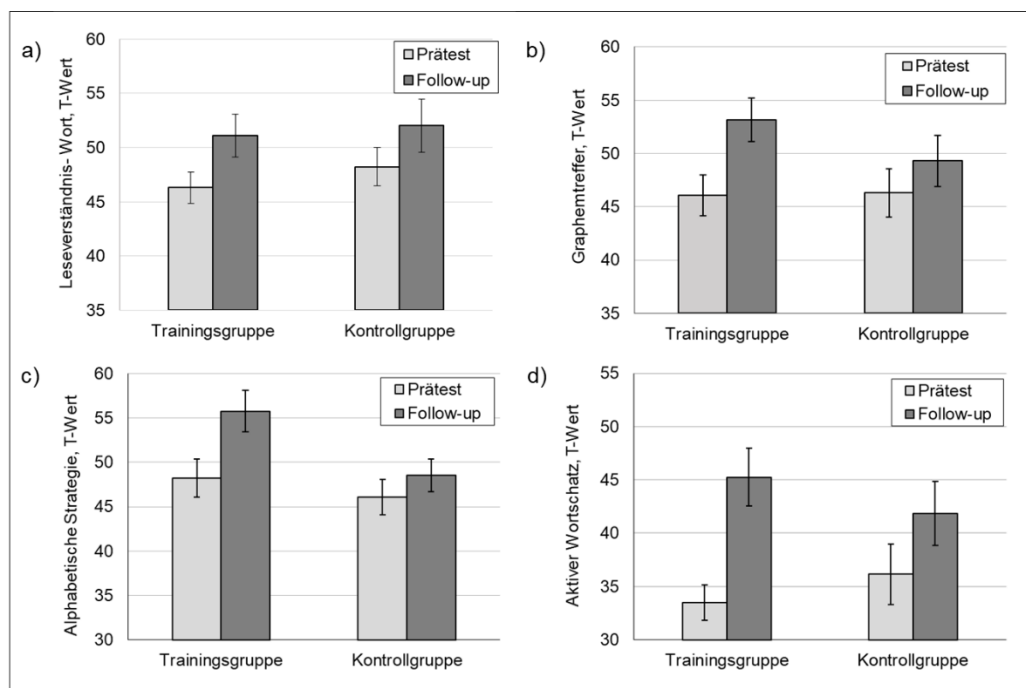 a)
Leseverständnis- Wort, T-Wert
60
55
50
45
40
35
Prätest
Follow-up
Trainingsgruppe Kontrollgruppe
b)
Graphemtreffer, T-Wert
60
55
50
45
40
35
Prätest
Follow-up
Trainingsgruppe Kontrollgruppe
c)
Alphabetische Strategie, T-Wert
60
55
50
45
40
35
30
Prätest
Follow-up
Trainingsgruppe Kontrollgruppe
d)
Aktiver Wortschatz, T-Wert
55
50
45
40
35
30
Prätest
Follow-up
Trainingsgruppe Kontrollgruppe